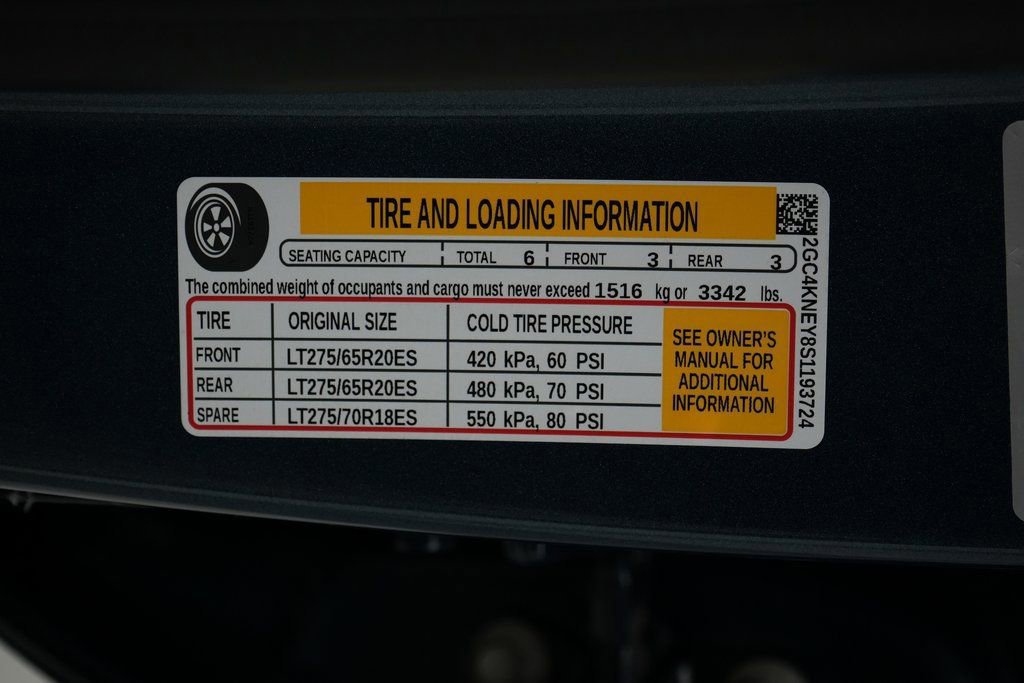 TIRE AND LOADING INFORMATION
SEATING CAPACITY TOTAL 6 FRONT 3 REAR 3
The combined weight of occupants and cargo must never exceed 1516 kg or 3342 lbs.
TIRE ORIGINAL SIZE COLD TIRE PRESSURE
FRONT LT275/65R20ES 420 kPa, 60 PSI
REAR LT275/65R20ES 480 kPa, 70 PSI
SPARE LT275/70R18ES 550 kPa, 80 PSI
SEE OWNER'S
MANUAL FOR
ADDITIONAL
INFORMATION
2GC4KNEY8S1193724